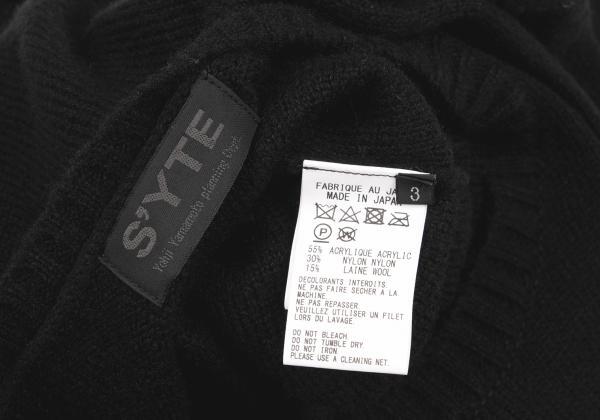 S'YTE
Yohji Yamamoto planning Dept.
3
FABRIQUE AU JA
MADE IN JAPAN
55% ACRYLIQUE ACRYLIC
30% NYLON NYLON
15% LAINE WOOL
DECOLORANTS INTERDITS.
NE PAS FAIRE SECHER A LA
MACHINE.
NE PAS REPASSER.
VEUILLEZ UTILISER UN FILET
LORS DU LAVAGE.
DO NOT BLEACH.
DO NOT TUMBLE DRY
DO NOT IRON.
PLEASE USE A CLEANING NET.